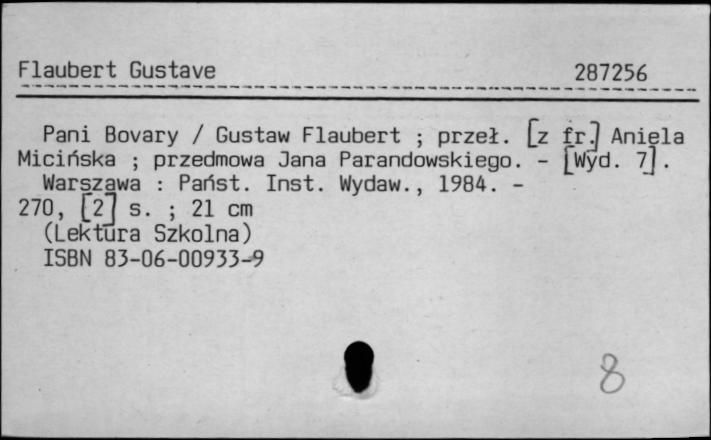 Flaubert Gustave 287256
Pani Bovary / Gustaw Flaubert ; przeł. [z fr.] Aniela
Micińska ; przedmowa Jana Parandowskiego. - [Wyd. 7].
Warszawa : Państ. Inst. Wydaw., 1984. -
270, [2] s. ; 21 cm
(Lektura Szkolna)
ISBN 83-06-00933-9
8